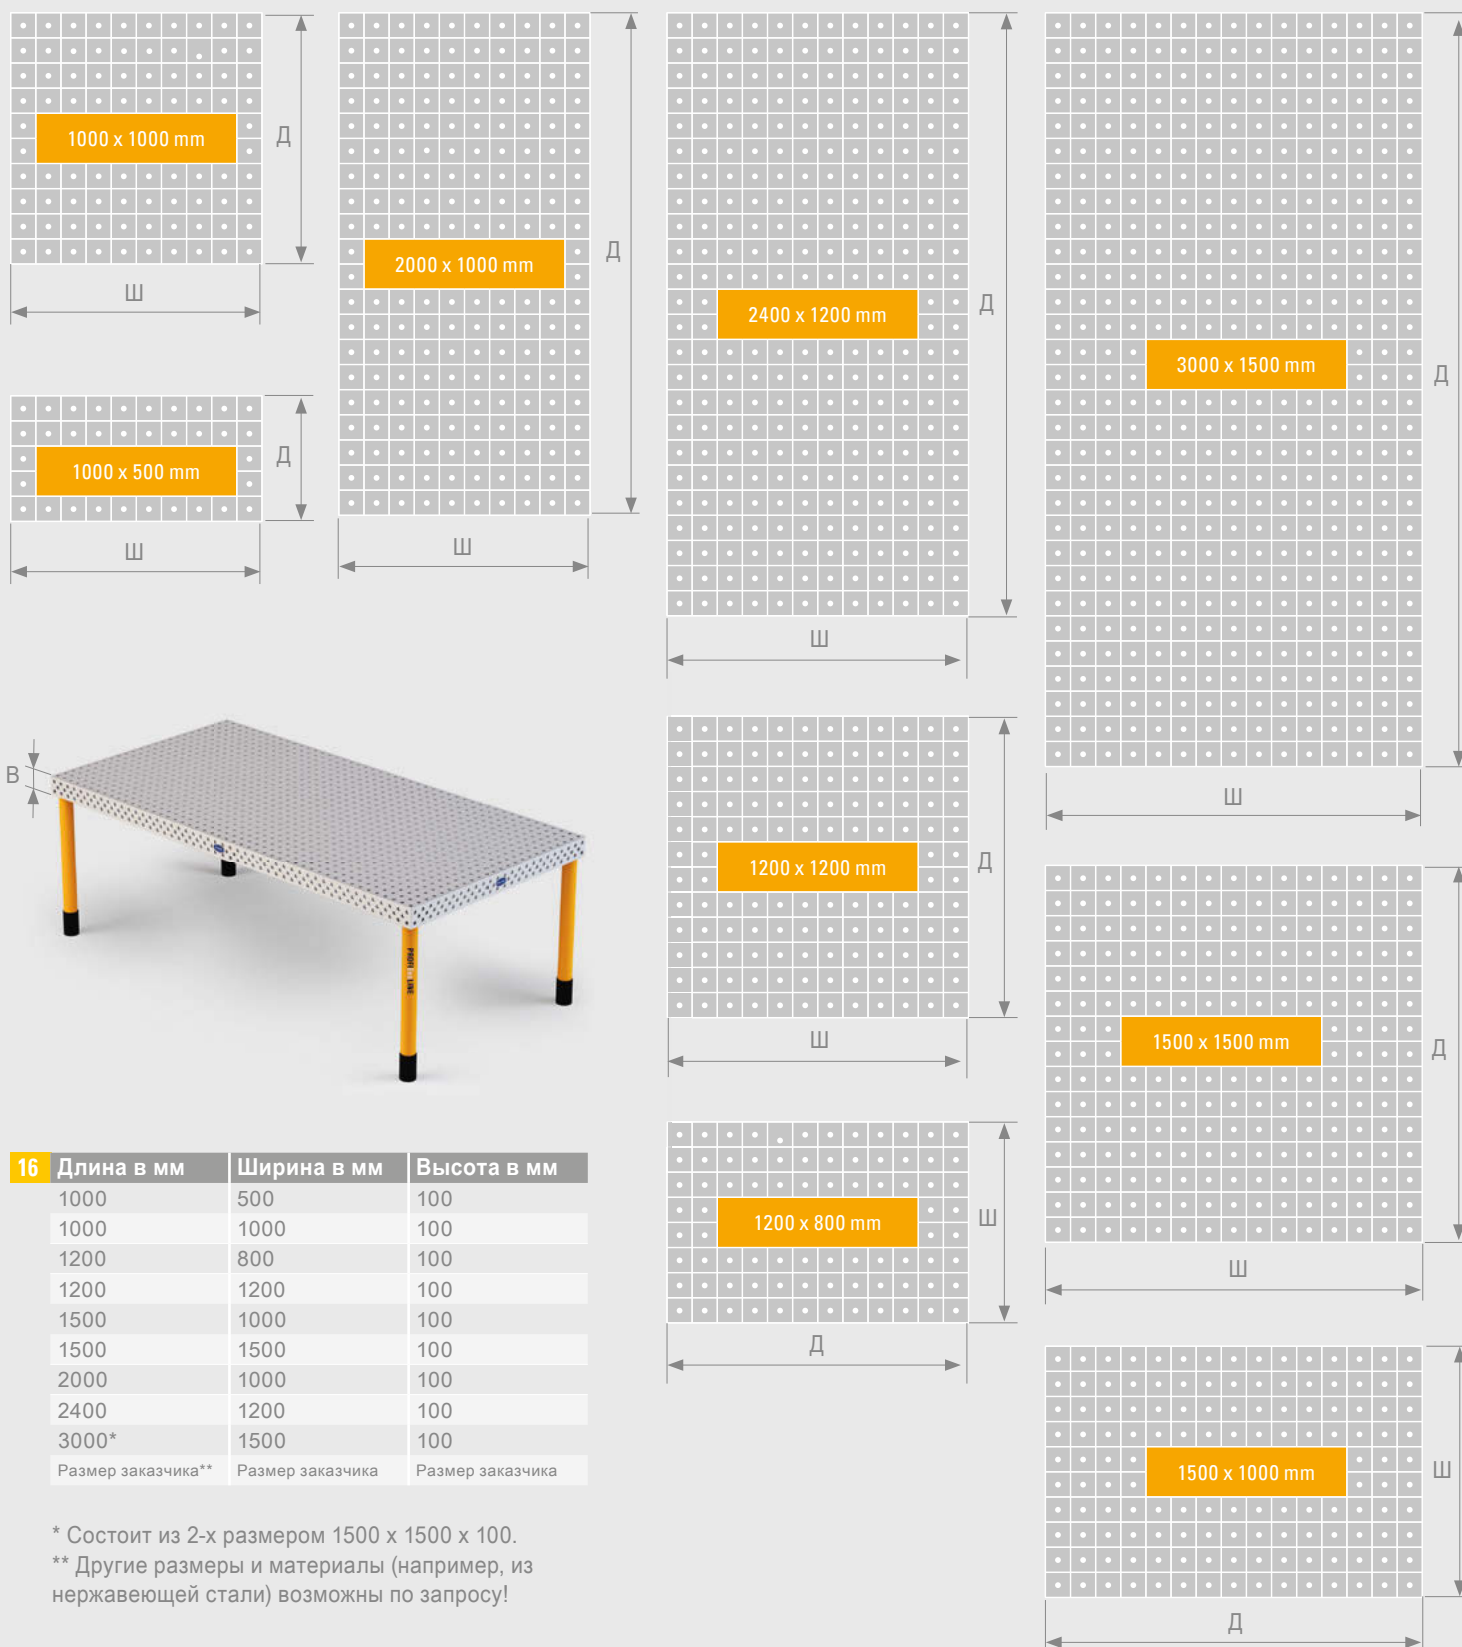 1000 x 1000 mm
Д
Ш
2000 x 1000 mm
Д
Ш
2400 x 1200 mm
Д
Ш
3000 x 1500 mm
Д
Ш
1000 x 500 mm
Д
Ш
В
PROFI LINE
1200 x 1200 mm
Д
Ш
1500 x 1500 mm
Д
Ш
1200 x 800 mm
Ш
Д
1500 x 1000 mm
Ш
Д
16 Длина в мм Ширина в мм Высота в мм
1000 500 100
1000 1000 100
1200 800 100
1200 1200 100
1500 1000 100
1500 1500 100
2000 1000 100
2400 1200 100
3000* 1500 100
Размер заказчика** Размер заказчика Размер заказчика
* Состоит из 2-х размером 1500 x 1500 x 100.
** Другие размеры и материалы (например, из
нержавеющей стали) возможны по запросу!